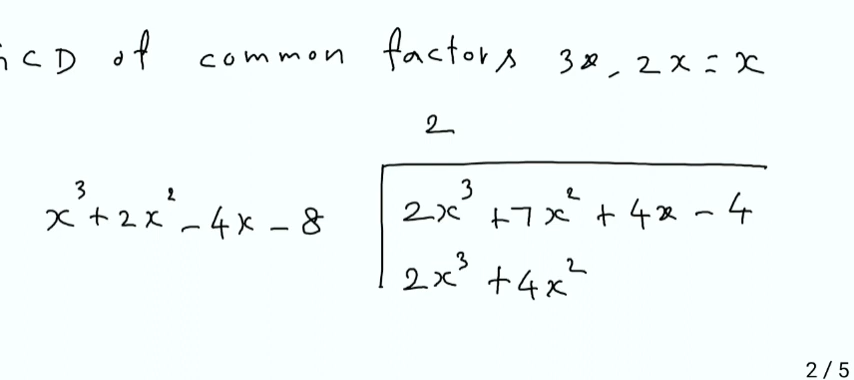 CD of common factors 3x, 2x = x
2
x³ + 2x² - 4x - 8 2x³ + 7x² + 4x - 4
2x³ + 4x²
2 / 5